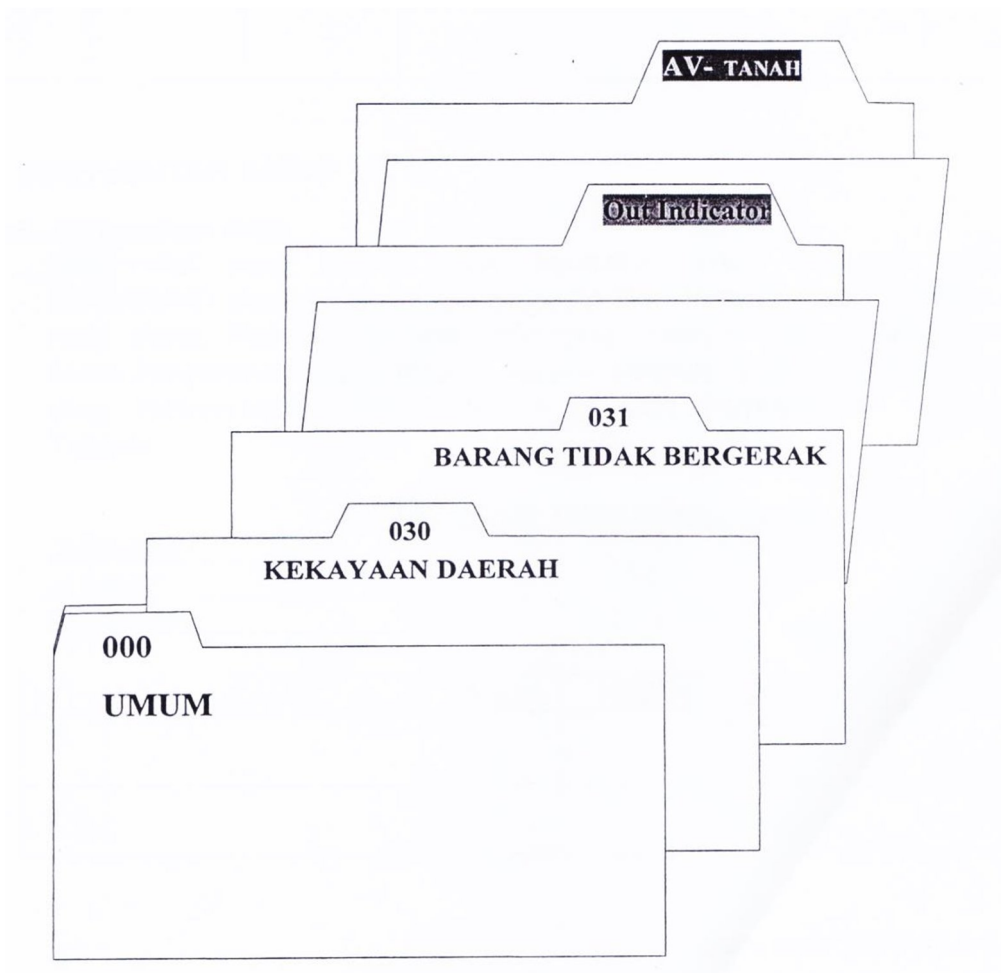 AV- TANAH
Out Indicator
031
BARANG TIDAK BERGERAK
030
KEKAYAAN DAERAH
000
UMUM